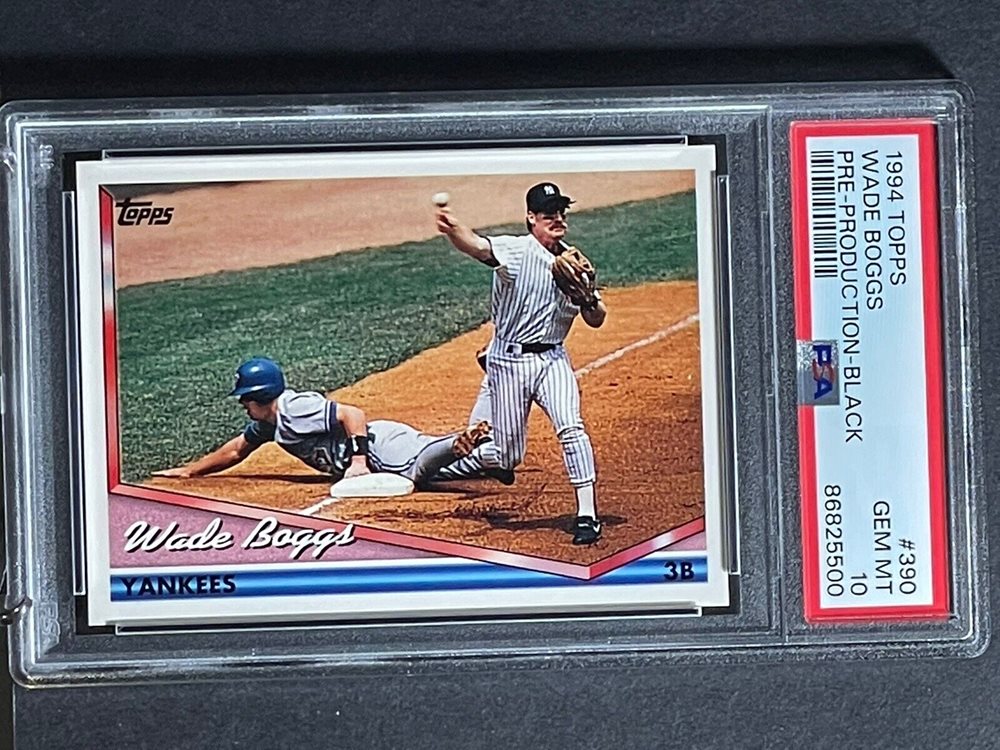 TOPPS
Wade Boggs
YANKEES
3B
1994 TOPPS
WADE BOGGS
PRE-PRODUCTION-BLACK
PSA
#390
GEM MT
10
86825500